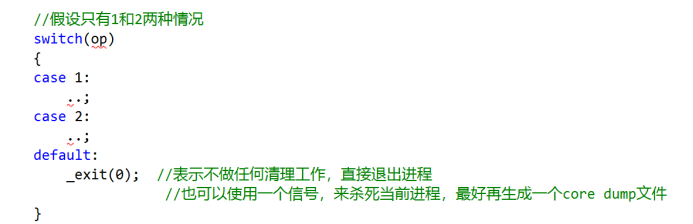 //假设只有1和2两种情况
switch(op)
{
case 1:
    ..;
case 2:
    ..;
default:
    _exit(0);  //表示不做任何清理工作，直接退出进程
               //也可以使用一个信号，来杀死当前进程，最好再生成一个core dump文件
}